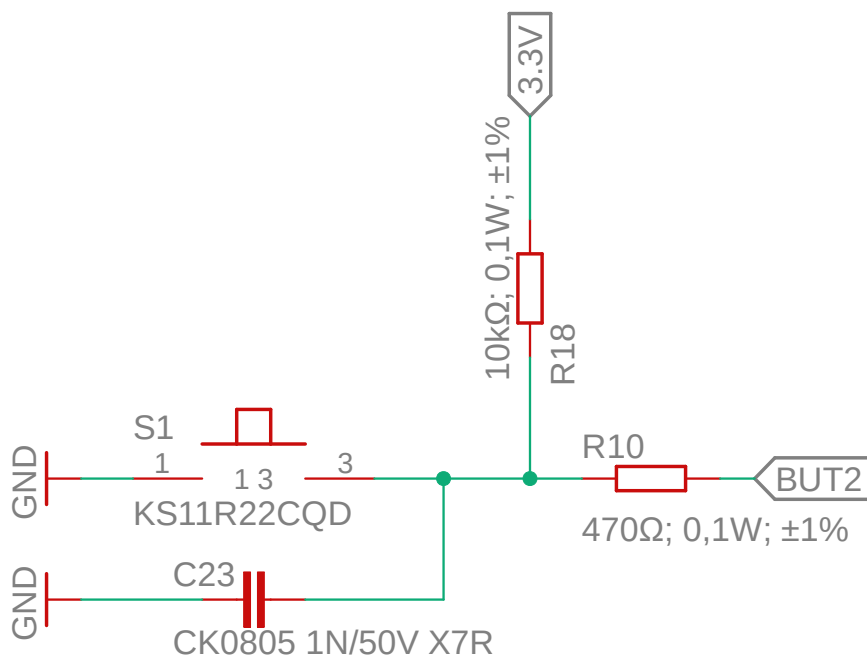 3.3V
10kΩ; 0,1W; ±1%
R18
S1
GND
1
1 3
3
KS11R22CQD
R10
BUT2
470Ω; 0,1W; ±1%
GND
C23
CK0805 1N/50V X7R